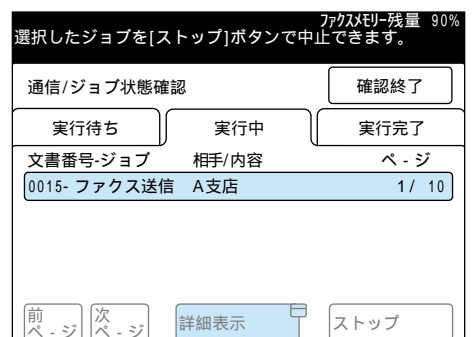 ﾌｧｸｽﾒﾓﾘｰ残量 90%
選択したジョブを[ストップ]ボタンで中止できます。
通信/ジョブ状態確認 確認終了
実行待ち 実行中 実行完了
文書番号-ジョブ 相手/内容 ペ - ジ
0015- ファクス送信 A支店 1/ 10
前 次
ペ - ジ ペ - ジ 詳細表示 ストップ